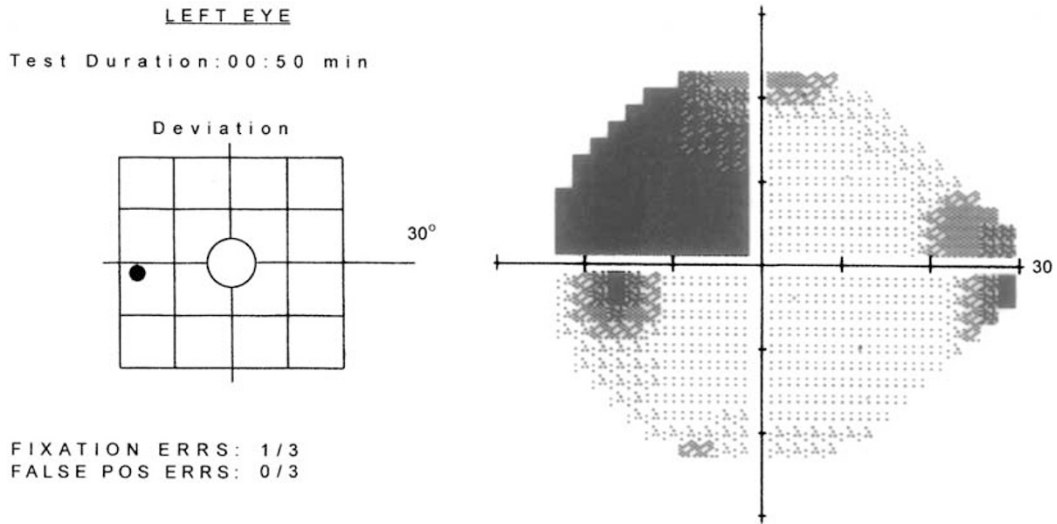 LEFT EYE
Test Duration:00:50 min
Deviation
30°
30
FIXATION ERRS: 1/3
FALSE POS ERRS: 0/3